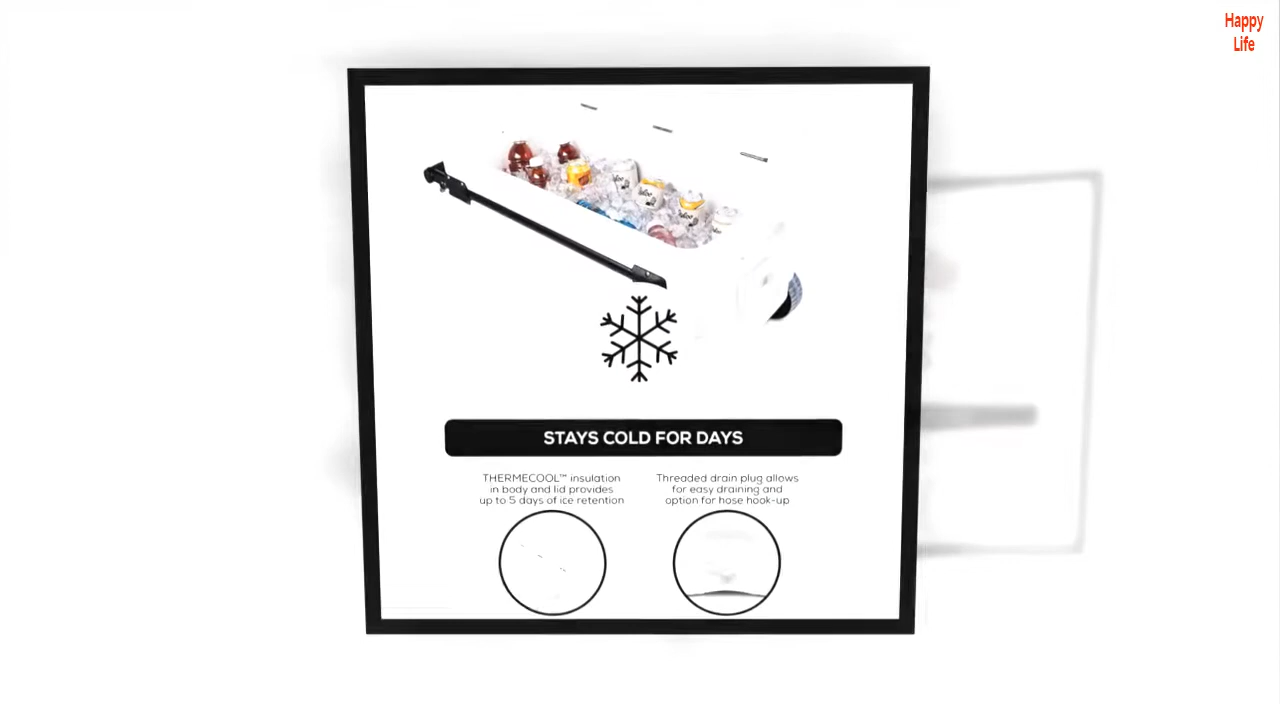 Happy
Life
STAYS COLD FOR DAYS
THERMECOOL™ insulation
in body and lid provides
up to 5 days of ice retention
Threaded drain plug allows
for easy draining and
option for hose hook-up